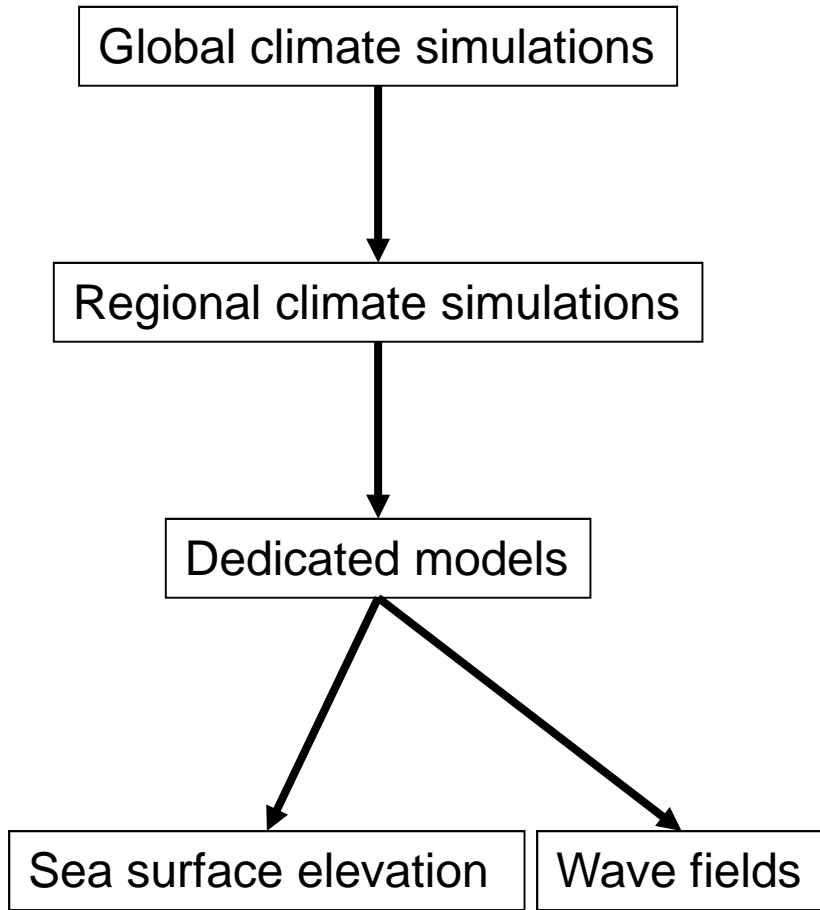 Global climate simulations
Regional climate simulations
Dedicated models
Sea surface elevation
Wave fields